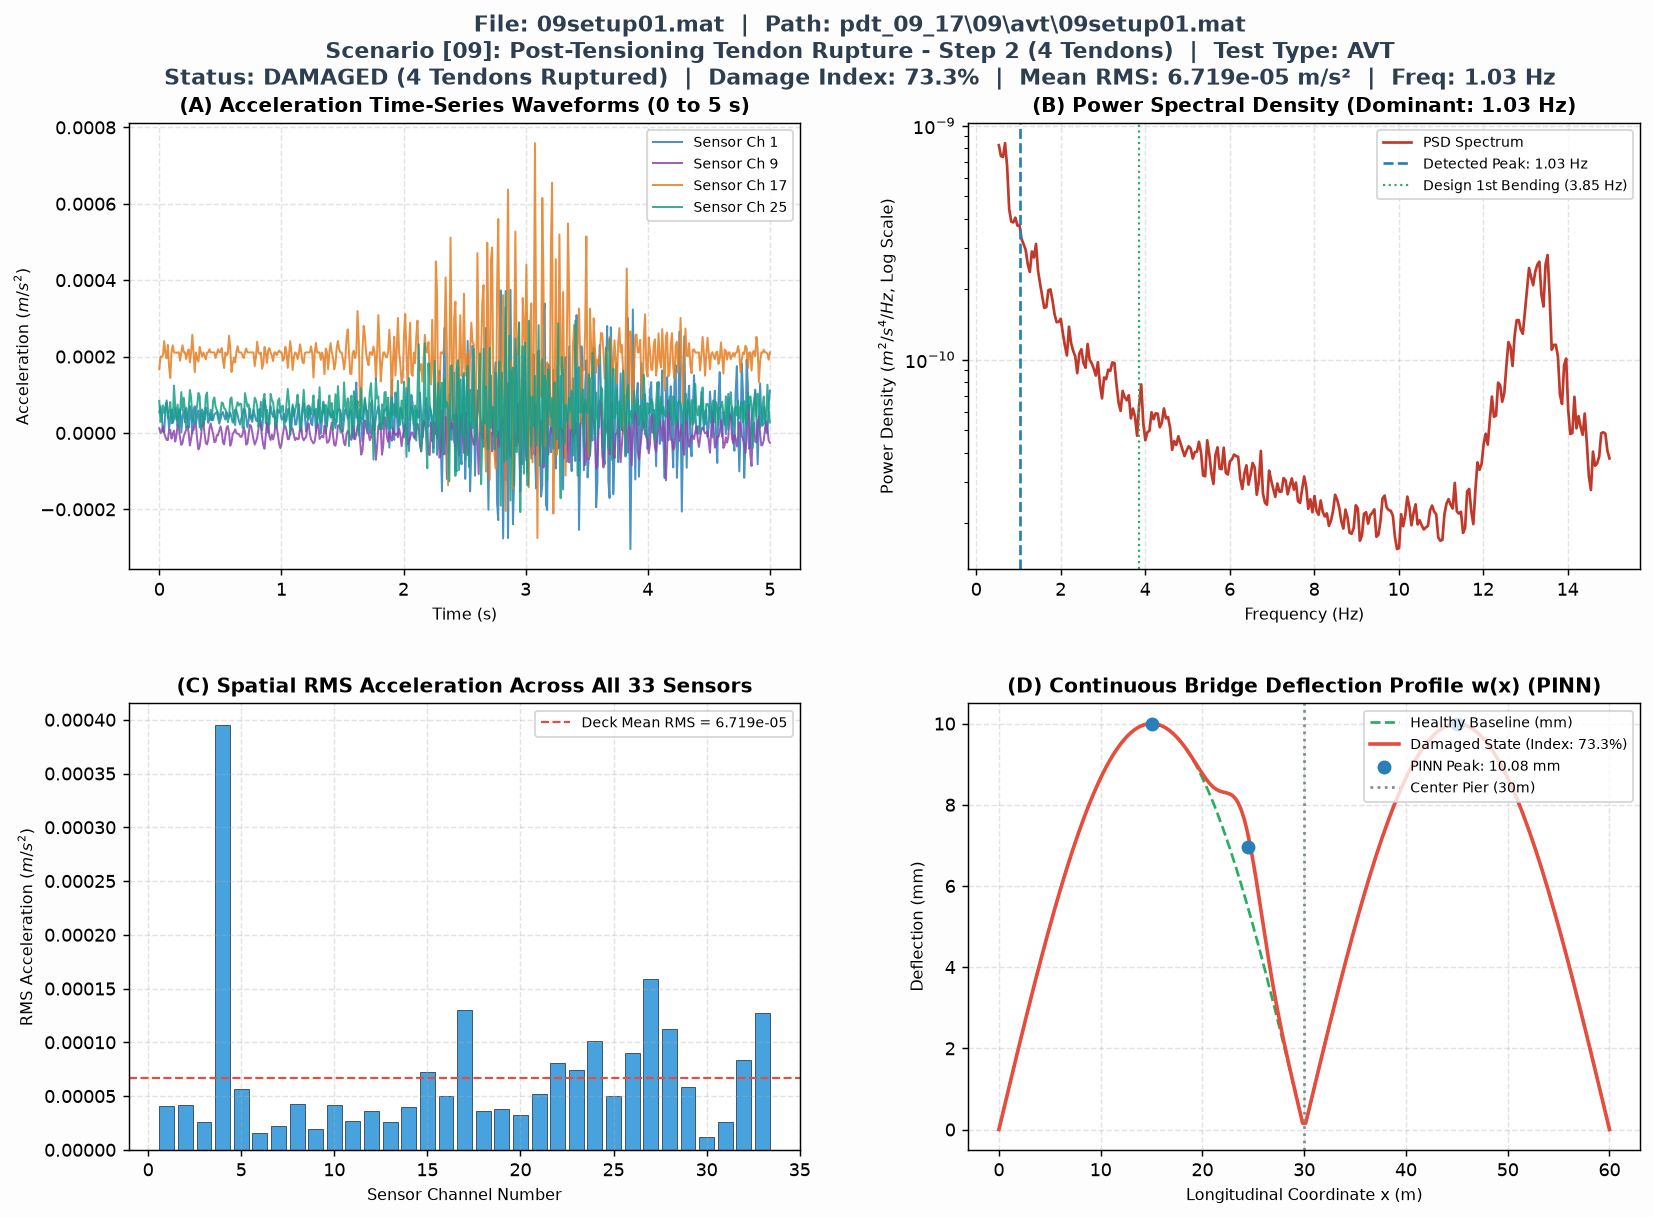 File: 09setup01.mat | Path: pdt_09_17\09\avt\09setup01.mat
Scenario [09]: Post-Tensioning Tendon Rupture - Step 2 (4 Tendons) | Test Type: AVT
Status: DAMAGED (4 Tendons Ruptured) | Damage Index: 73.3% | Mean RMS: 6.719e-05 m/s² | Freq: 1.03 Hz
(A) Acceleration Time-Series Waveforms (0 to 5 s)
Acceleration (m/s²)
0.0008
0.0006
0.0004
0.0002
0.0000
−0.0002
Sensor Ch 1
Sensor Ch 9
Sensor Ch 17
Sensor Ch 25
0 1 2 3 4 5
Time (s)
(B) Power Spectral Density (Dominant: 1.03 Hz)
Power Density (m²/s⁴/Hz, Log Scale)
10⁻⁹
10⁻¹⁰
PSD Spectrum
Detected Peak: 1.03 Hz
Design 1st Bending (3.85 Hz)
0 2 4 6 8 10 12 14
Frequency (Hz)
(C) Spatial RMS Acceleration Across All 33 Sensors
RMS Acceleration (m/s²)
0.00040
0.00035
0.00030
0.00025
0.00020
0.00015
0.00010
0.00005
0.00000
Deck Mean RMS = 6.719e-05
0 5 10 15 20 25 30 35
Sensor Channel Number
(D) Continuous Bridge Deflection Profile w(x) (PINN)
Deflection (mm)
10
8
6
4
2
0
Healthy Baseline (mm)
Damaged State (Index: 73.3%)
PINN Peak: 10.08 mm
Center Pier (30m)
0 10 20 30 40 50 60
Longitudinal Coordinate x (m)